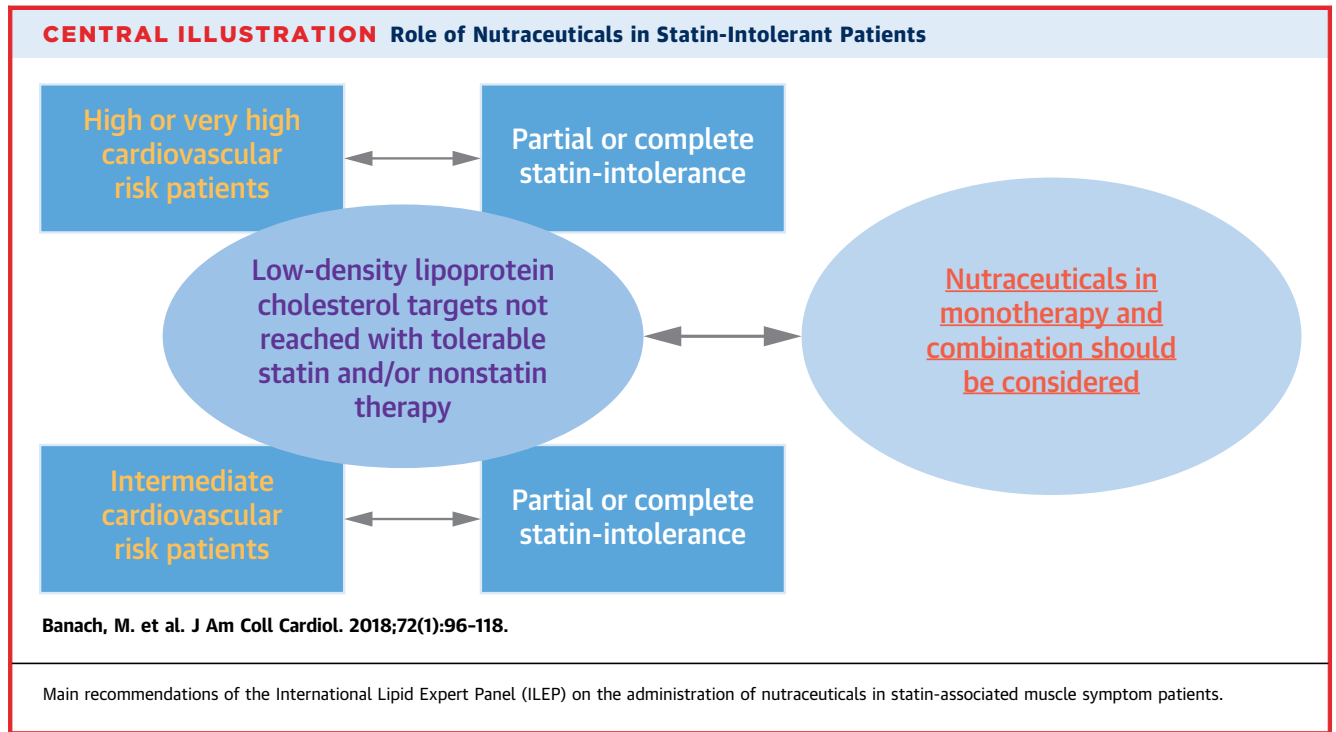 CENTRAL ILLUSTRATION Role of Nutraceuticals in Statin-Intolerant Patients
High or very high
cardiovascular
risk patients
Partial or complete
statin-intolerance
Low-density lipoprotein
cholesterol targets not
reached with tolerable
statin and/or nonstatin
therapy
Nutraceuticals in
monotherapy and
combination should
be considered
Intermediate
cardiovascular
risk patients
Partial or complete
statin-intolerance
Banach, M. et al. J Am Coll Cardiol. 2018;72(1):96–118.
Main recommendations of the International Lipid Expert Panel (ILEP) on the administration of nutraceuticals in statin-associated muscle symptom patients.